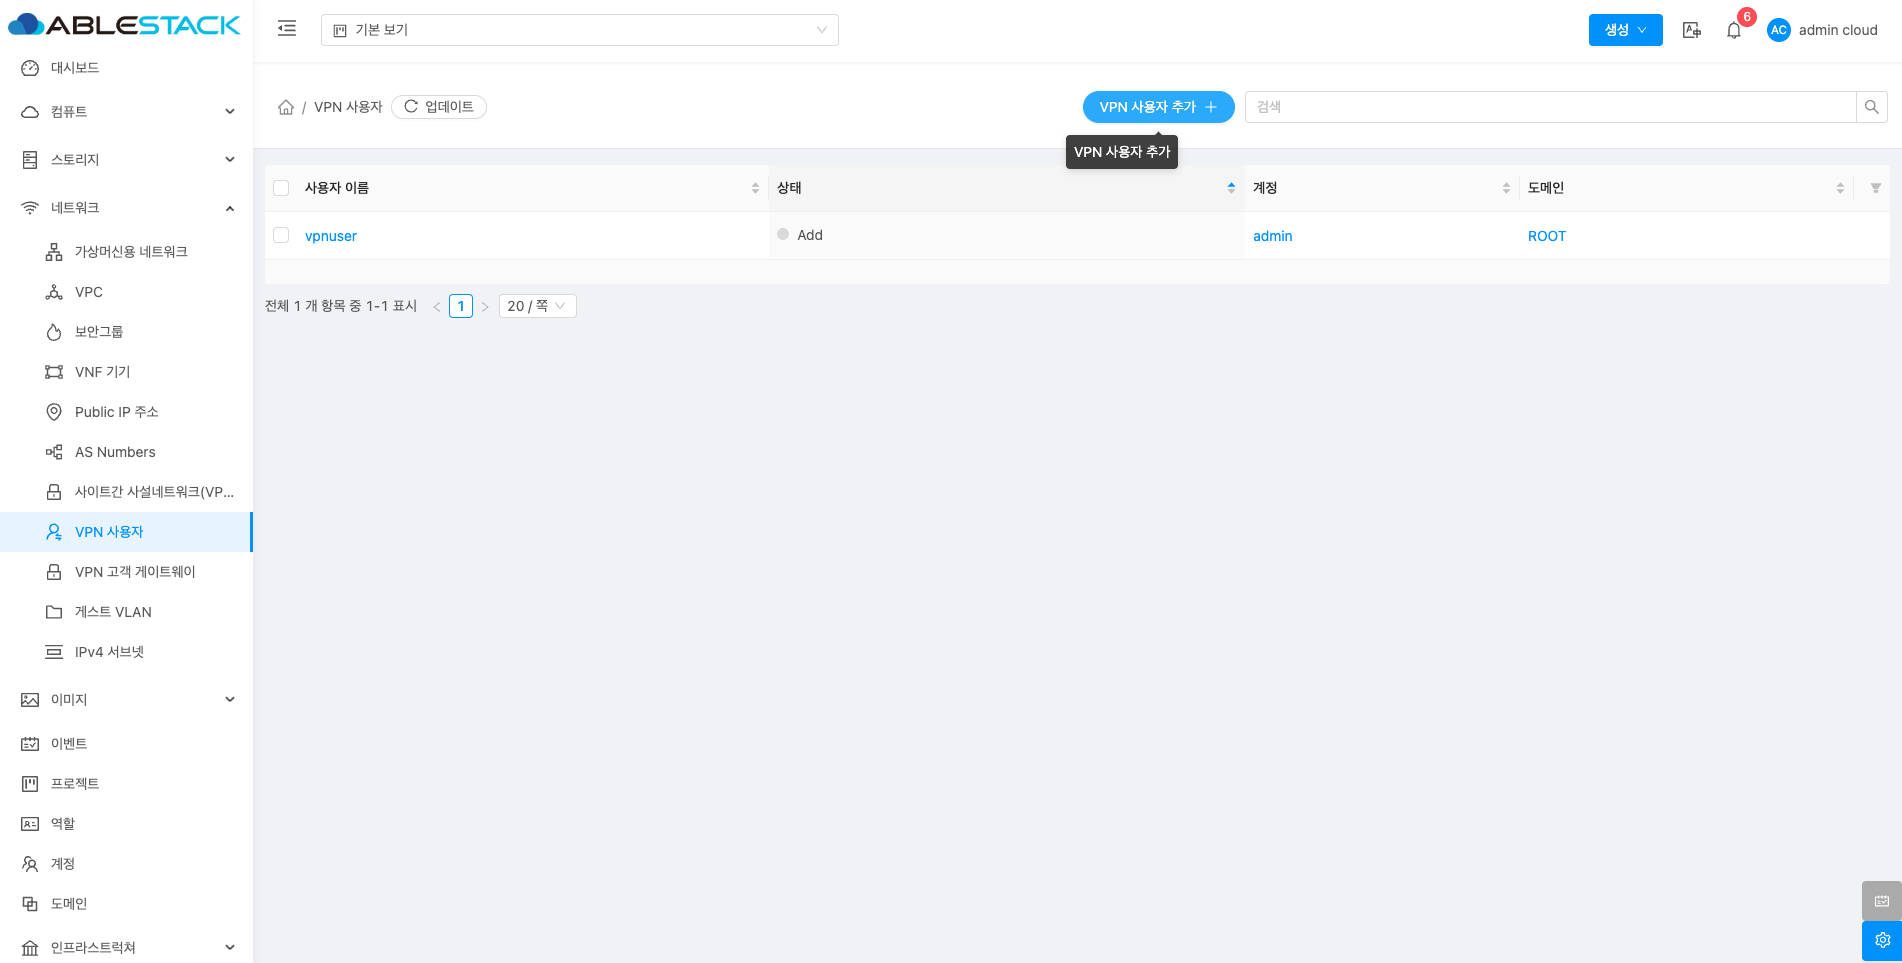 ABLESTACK
기본 보기
생성
6
AC
admin cloud
대시보드
컴퓨트
스토리지
네트워크
가상머신용 네트워크
VPC
보안그룹
VNF 기기
Public IP 주소
AS Numbers
사이트간 사설네트워크(VP...
VPN 사용자
VPN 고객 게이트웨이
게스트 VLAN
IPv4 서브넷
이미지
이벤트
프로젝트
역할
계정
도메인
인프라스트럭쳐
/ VPN 사용자
업데이트
VPN 사용자 추가
검색
VPN 사용자 추가
사용자 이름 상태 계정 도메인
vpnuser Add admin ROOT
전체 1 개 항목 중 1-1 표시 < 1 > 20 / 쪽